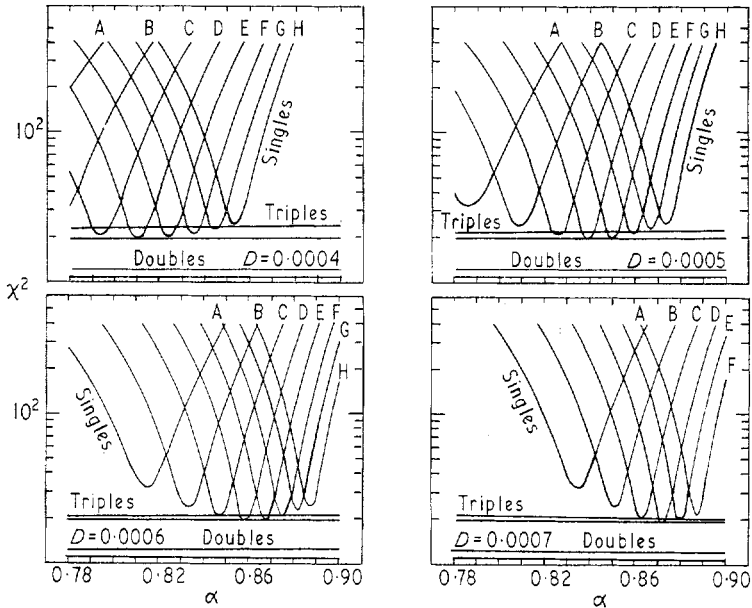 A B C D E F G H
A B C D E F G H
10²
Singles
Singles
Triples
Triples
Doubles D=0·0004
Doubles D=0·0005
χ²
A B C D E F
G
H
A B C D
E
F
10²
Singles
Singles
Triples
Triples
D=0·0006 Doubles
D=0·0007 Doubles
0·78 0·82 0·86 0·90
0·78 0·82 0·86 0·90
α
α